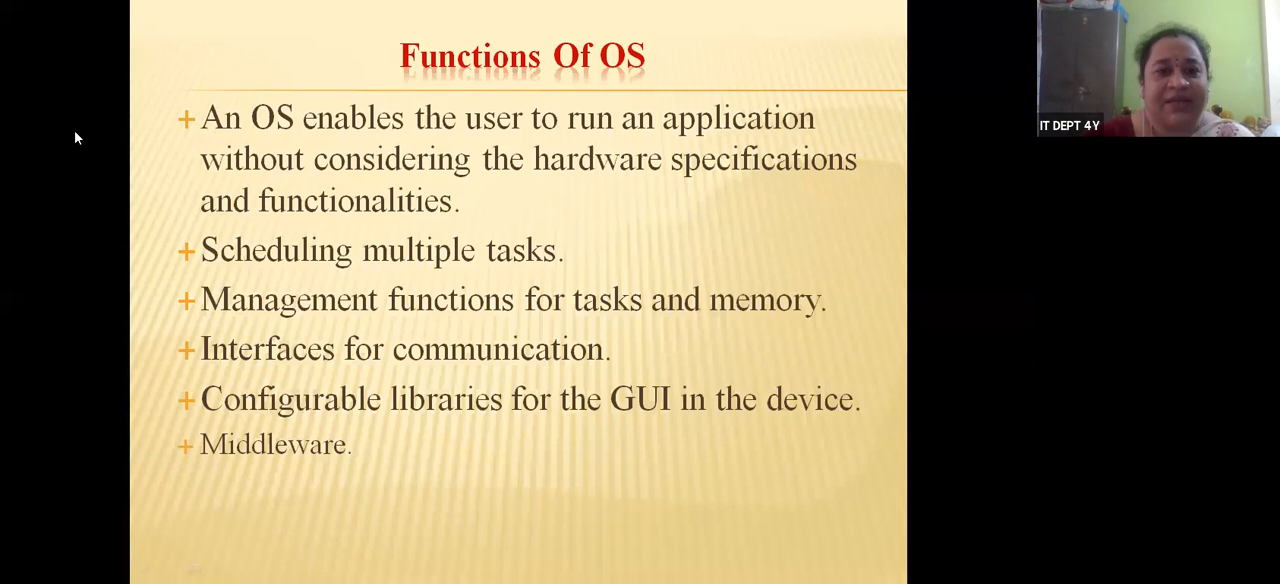 Functions Of OS
An OS enables the user to run an application
without considering the hardware specifications
and functionalities.
Scheduling multiple tasks.
Management functions for tasks and memory.
Interfaces for communication.
Configurable libraries for the GUI in the device.
Middleware.
IT DEPT 4Y